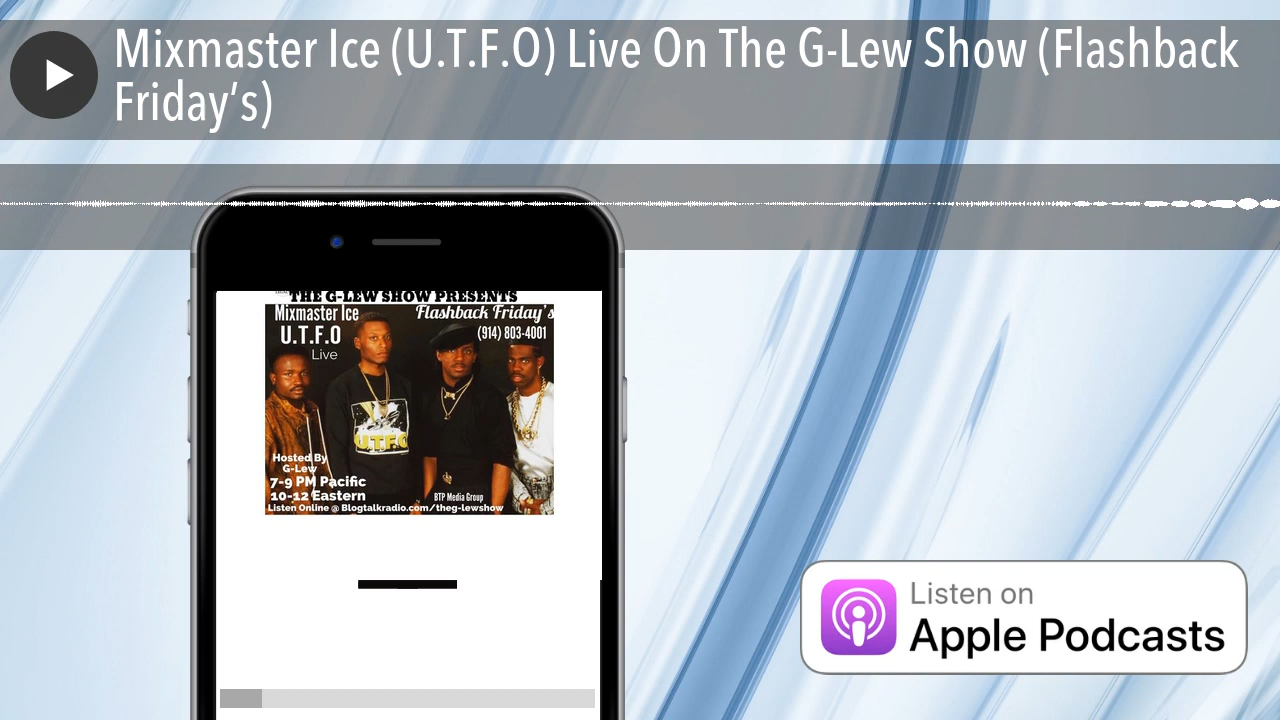 Mixmaster Ice (U.T.F.O) Live On The G-Lew Show (Flashback
Friday's)
THE G-LEW SHOW PRESENTS
Mixmaster Ice
Flashback Friday's
U.T.F.O
(914) 803-4001
Live
U.T.F.O
Hosted By
G-Lew
7-9 PM Pacific
10-12 Eastern
BTP Media Group
Listen Online @ Blogtalkradio.com/theg-lewshow
Listen on
Apple Podcasts